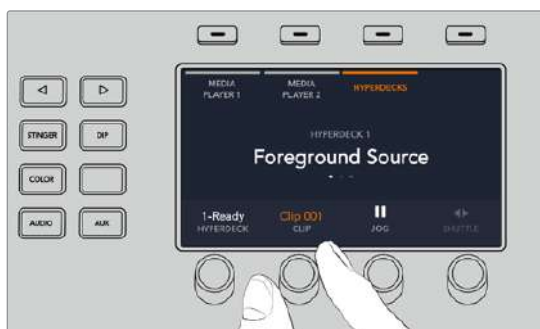 MEDIA PLAYER 1
MEDIA PLAYER 2
HYPERDECKS
HYPERDECK 1
Foreground Source
1-Ready
HYPERDECK
Clip 001
CLIP
JOG
SHUTTLE
STINGER
DIP
COLOR
AUDIO
AUX